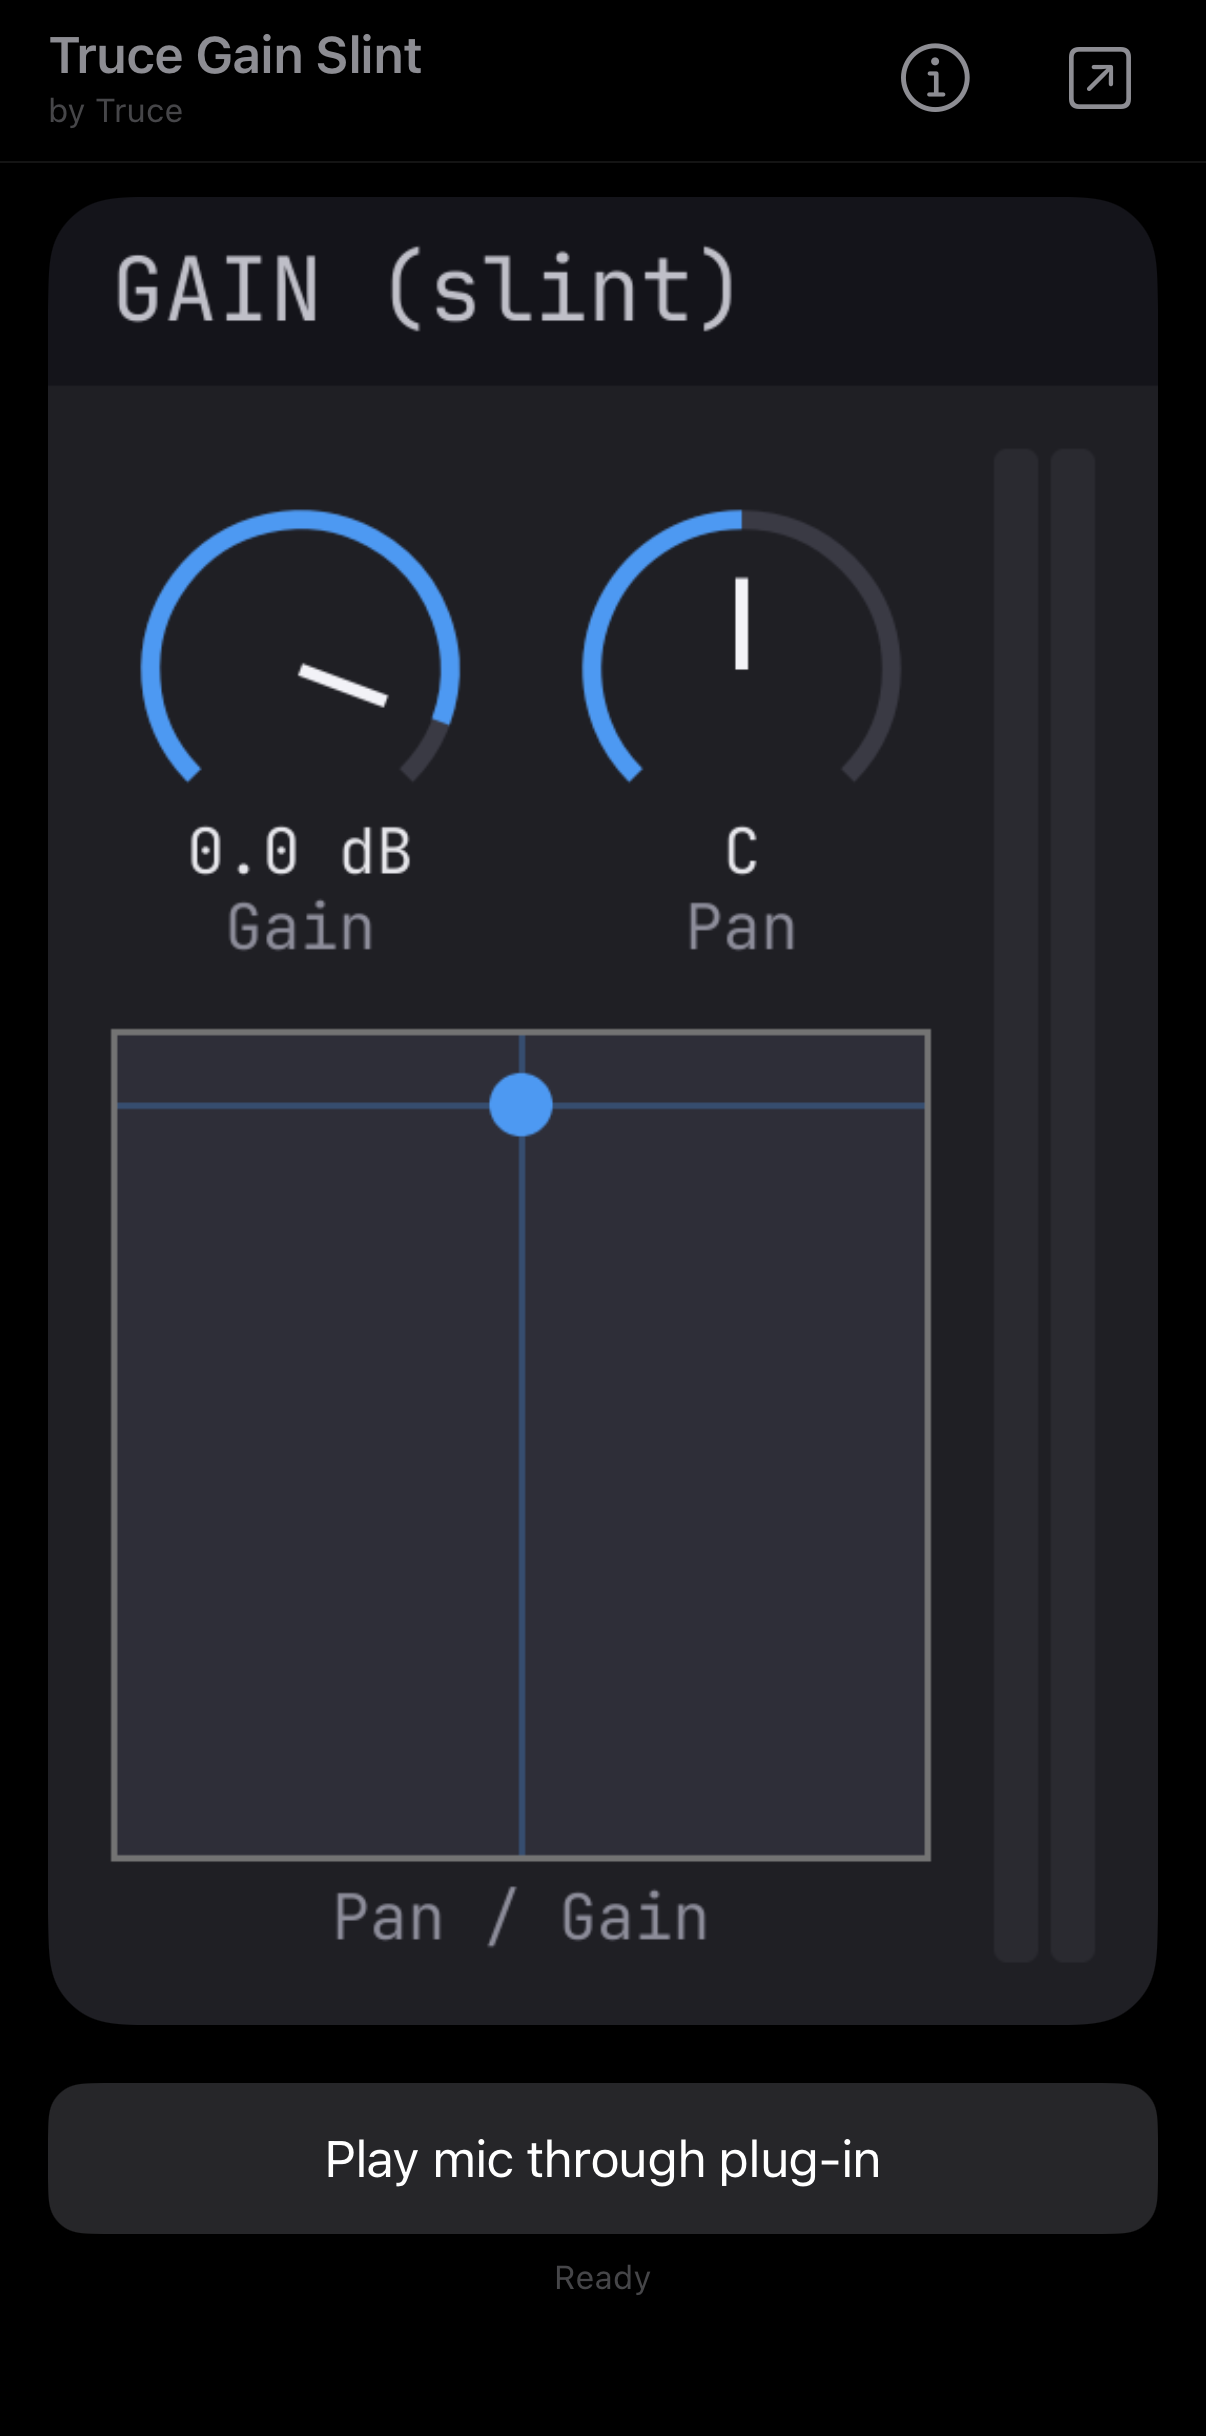 Truce Gain Slint
by Truce
GAIN (slint)
0.0 dB
C
Gain
Pan
Pan / Gain
Play mic through plug-in
Ready